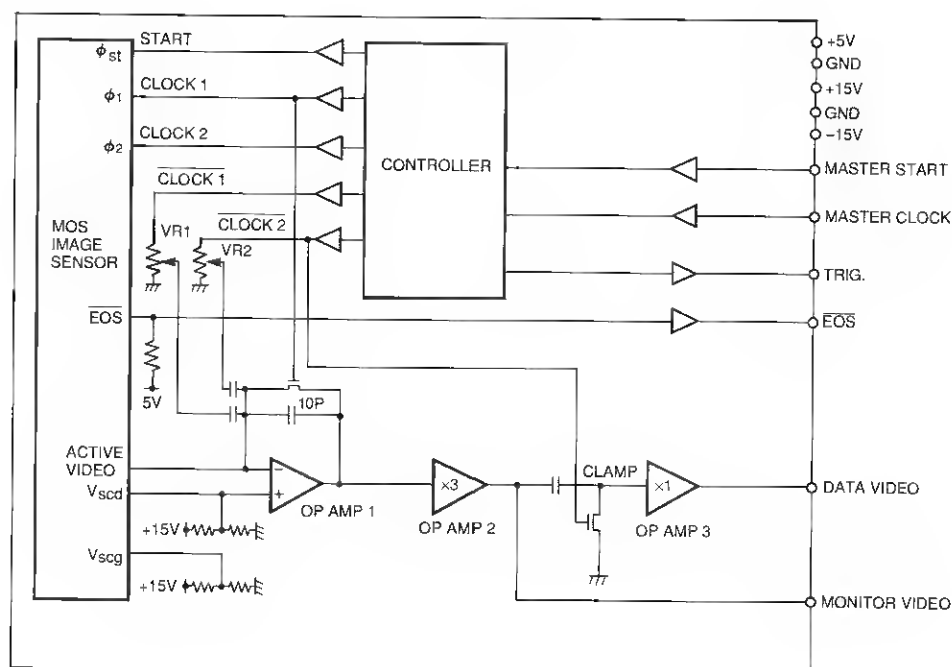 START
φst
CLOCK 1
φ1
CLOCK 2
φ2
CLOCK 1
CLOCK 2
VR1
VR2
MOS
IMAGE
SENSOR
CONTROLLER
+5V
GND
+15V
GND
-15V
MASTER START
MASTER CLOCK
TRIG.
EOS
EOS
5V
10P
ACTIVE
VIDEO
Vscd
+15V
Vscg
+15V
−
+
OP AMP 1
×3
OP AMP 2
CLAMP
×1
OP AMP 3
DATA VIDEO
MONITOR VIDEO